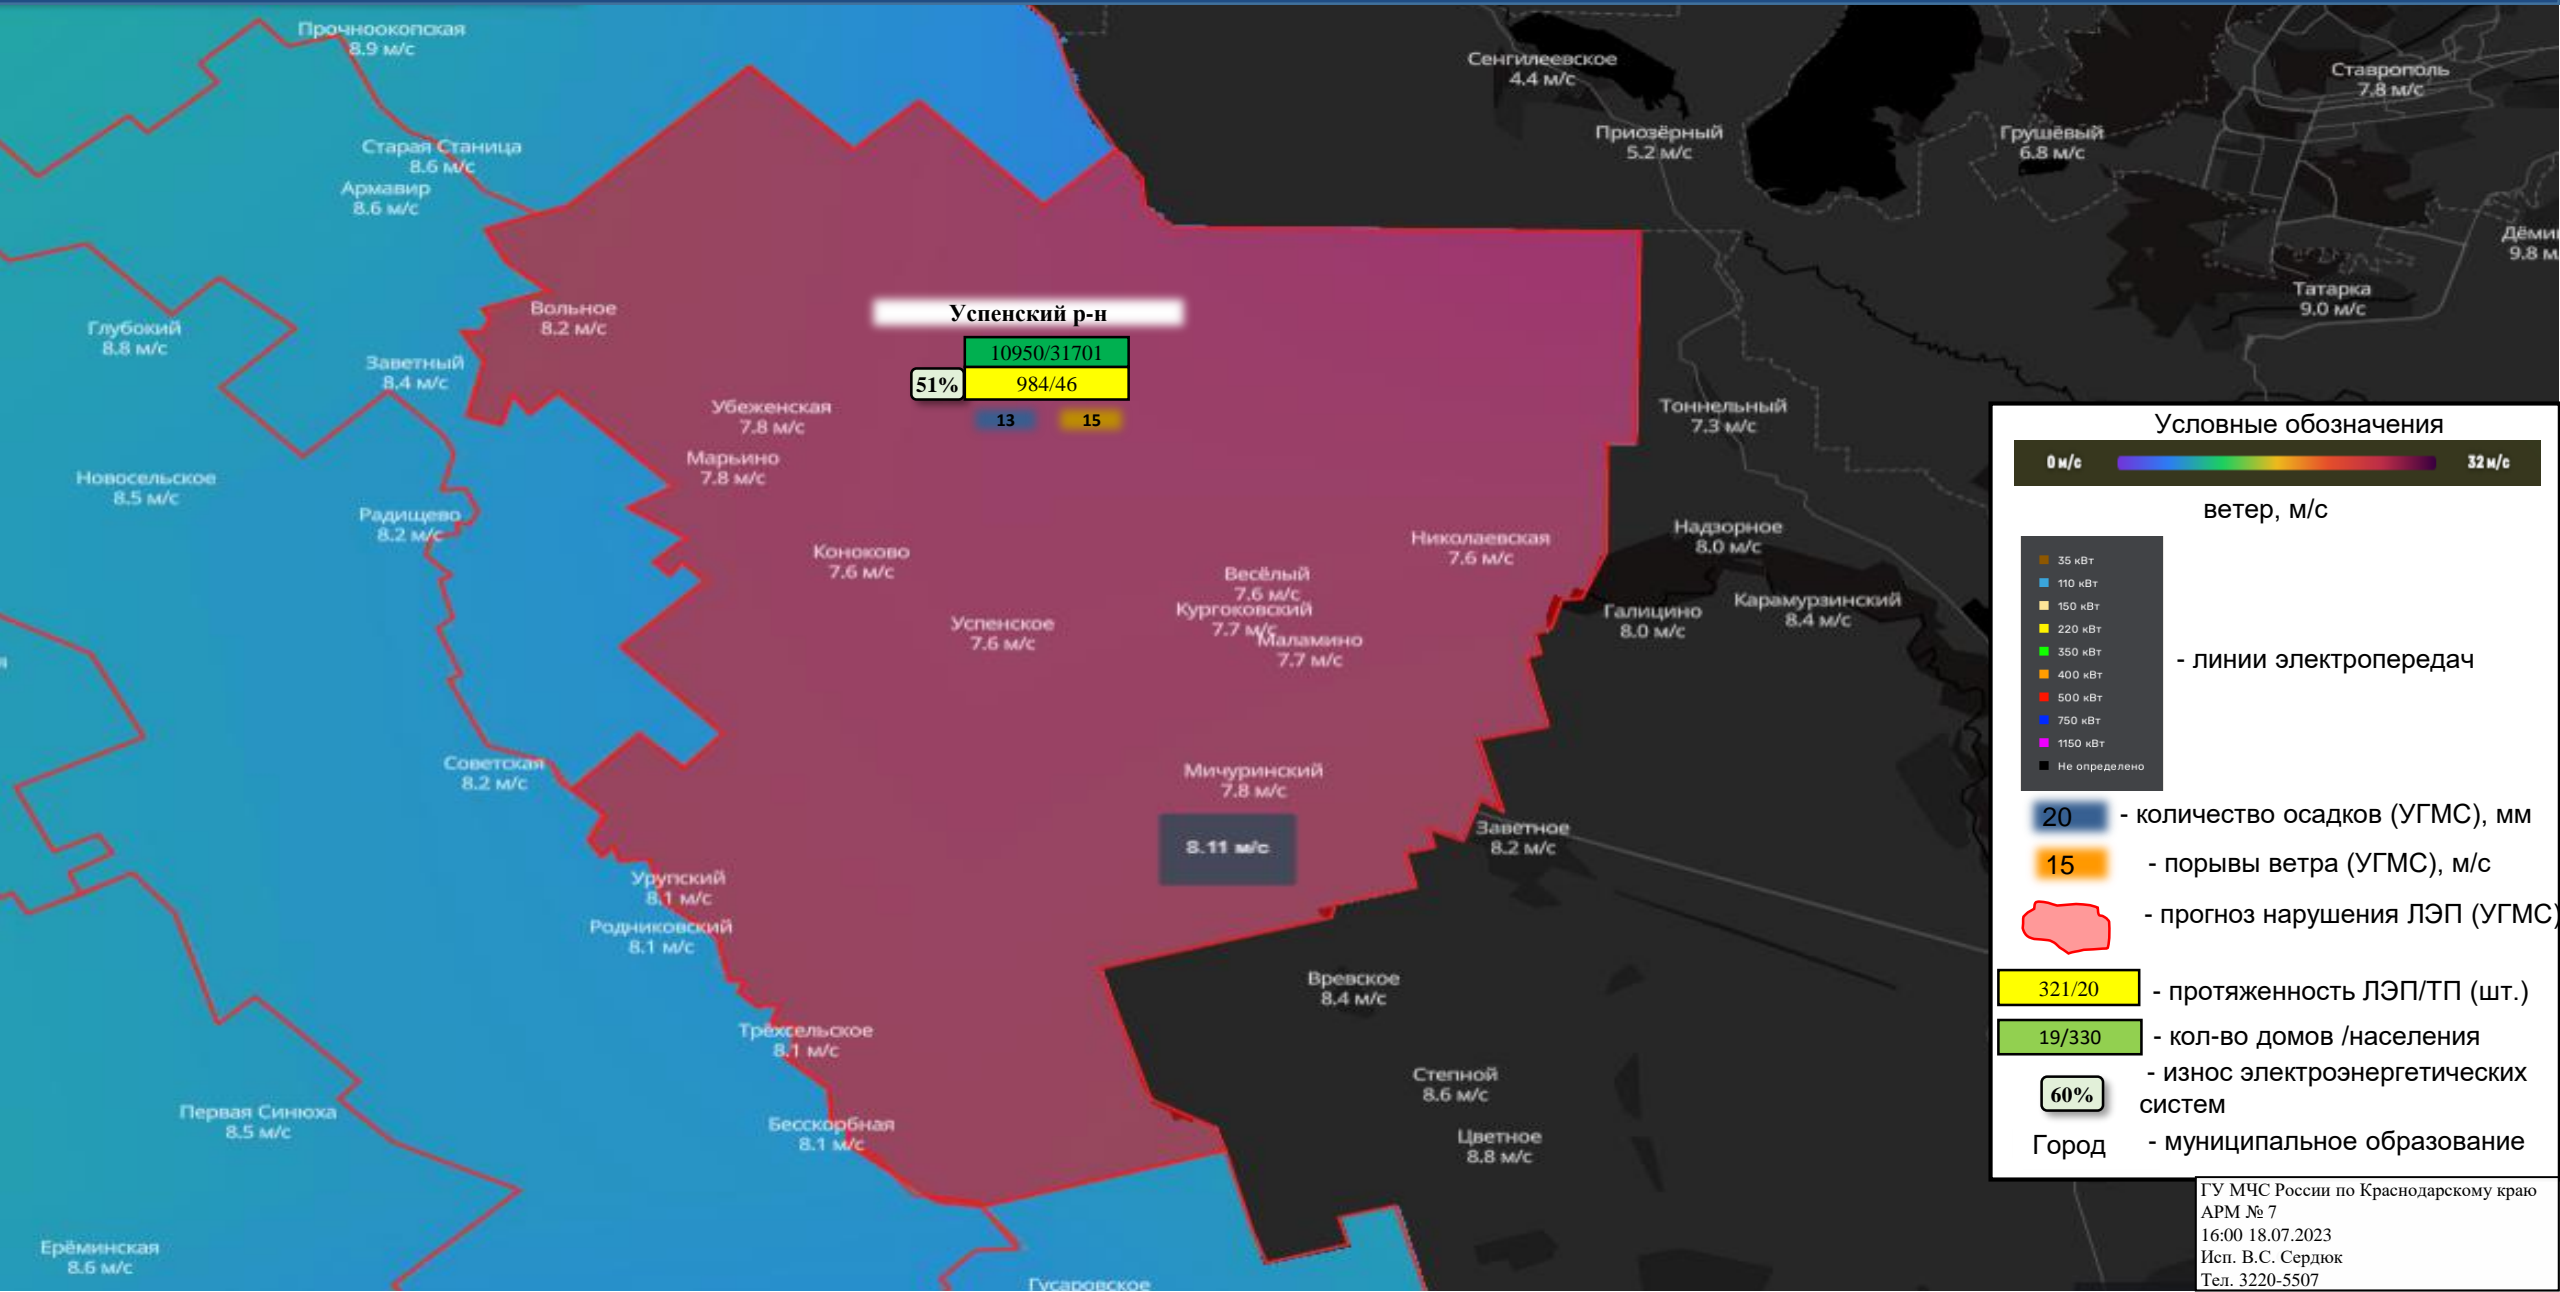 Прочноокопская
8.9 м/с
Старая Станица
8.6 м/с
Армавир
8.6 м/с
Глубокий
8.8 м/с
Заветный
8.4 м/с
Новосельское
8.5 м/с
Радищево
8.2 м/с
Советская
8.2 м/с
Вольное
8.2 м/с
Убеженская
7.8 м/с
Марьино
7.8 м/с
Коноково
7.6 м/с
Успенское
7.6 м/с
Успенский р-н
10950/31701
51%
984/46
13
15
Весёлый
7.6 м/с
Кургоковский
7.7 м/с
Маламино
7.7 м/с
Николаевская
7.6 м/с
Мичуринский
7.8 м/с
8.11 м/с
Урупский
8.1 м/с
Родниковский
8.1 м/с
Трёхсельское
8.1 м/с
Бесскорбная
8.1 м/с
Первая Синюха
8.5 м/с
Ерёминская
8.6 м/с
Гусаровское
Сенгилеевское
4.4 м/с
Приозёрный
5.2 м/с
Грушёвый
6.8 м/с
Ставрополь
7.8 м/с
Дёми
9.8 м
Татарка
9.0 м/с
Тоннельный
7.3 м/с
Надзорное
8.0 м/с
Галицино
8.0 м/с
Карамурзинский
8.4 м/с
Заветное
8.2 м/с
Вревское
8.4 м/с
Степной
8.6 м/с
Цветное
8.8 м/с
Условные обозначения
0 м/с
32 м/с
ветер, м/с
35 кВт
110 кВт
150 кВт
220 кВт
350 кВт
400 кВт
500 кВт
750 кВт
1150 кВт
Не определено
- линии электропередач
20 - количество осадков (УГМС), мм
15 - порывы ветра (УГМС), м/с
- прогноз нарушения ЛЭП (УГМС)
321/20 - протяженность ЛЭП/ТП (шт.)
19/330 - кол-во домов /населения
60% - износ электроэнергетических
систем
Город - муниципальное образование
ГУ МЧС России по Краснодарскому краю
АРМ № 7
16:00 18.07.2023
Исп. В.С. Сердюк
Тел. 3220-5507